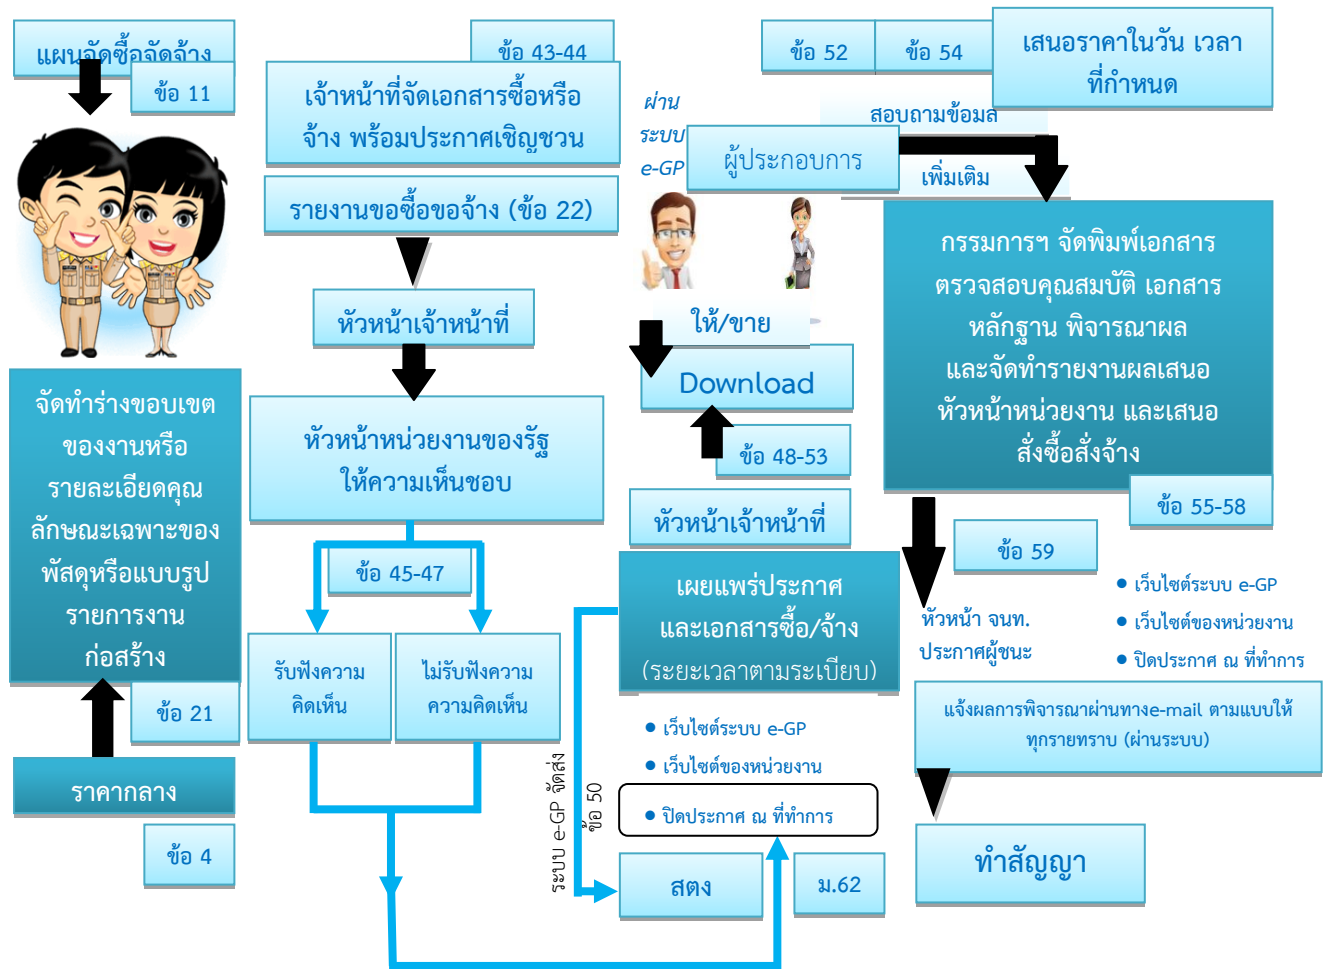 แผนจัดซื้อจัดจ้าง
ข้อ 11
จัดทำร่างขอบเขต
ของงานหรือ
รายละเอียดคุณ
ลักษณะเฉพาะของ
พัสดุหรือแบบรูป
รายการงาน
ก่อสร้าง
ข้อ 21
ราคากลาง
ข้อ 4
ข้อ 43-44
เจ้าหน้าที่จัดเอกสารซื้อหรือ
จ้าง พร้อมประกาศเชิญชวน
รายงานขอซื้อขอจ้าง (ข้อ 22)
หัวหน้าเจ้าหน้าที่
หัวหน้าหน่วยงานของรัฐ
ให้ความเห็นชอบ
ข้อ 45-47
รับฟังความ
คิดเห็น
ไม่รับฟังความ
ความคิดเห็น
ข้อ 52
ข้อ 54
เสนอราคาในวัน เวลา
ที่กำหนด
ผ่าน
ระบบ
e-GP
ผู้ประกอบการ
สอบถามข้อมูล
เพิ่มเติม
ให้/ขาย
Download
ข้อ 48-53
หัวหน้าเจ้าหน้าที่
เผยแพร่ประกาศ
และเอกสารซื้อ/จ้าง
(ระยะเวลาตามระเบียบ)
• เว็บไซต์ระบบ e-GP
• เว็บไซต์ของหน่วยงาน
• ปิดประกาศ ณ ที่ทำการ
ระบบ e-GP จัดส่ง
ข้อ 50
สตง
ม.62
กรรมการฯ จัดพิมพ์เอกสาร
ตรวจสอบคุณสมบัติ เอกสาร
หลักฐาน พิจารณาผล
และจัดทำรายงานผลเสนอ
หัวหน้าหน่วยงาน และเสนอ
สั่งซื้อสั่งจ้าง
ข้อ 55-58
ข้อ 59
หัวหน้า จนท.
ประกาศผู้ชนะ
• เว็บไซต์ระบบ e-GP
• เว็บไซต์ของหน่วยงาน
• ปิดประกาศ ณ ที่ทำการ
แจ้งผลการพิจารณาผ่านทางe-mail ตามแบบให้
ทุกรายทราบ (ผ่านระบบ)
ทำสัญญา